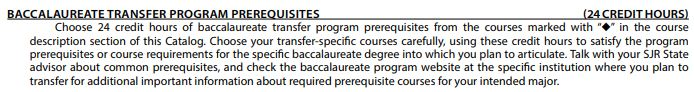 BACCALAUREATE TRANSFER PROGRAM PREREQUISITES (24 CREDIT HOURS)
Choose 24 credit hours of baccalaureate transfer program prerequisites from the courses marked with "◆" in the course
description section of this Catalog. Choose your transfer-specific courses carefully, using these credit hours to satisfy the program
prerequisites or course requirements for the specific baccalaureate degree into which you plan to articulate. Talk with your SJR State
advisor about common prerequisites, and check the baccalaureate program website at the specific institution where you plan to
transfer for additional important information about required prerequisite courses for your intended major.